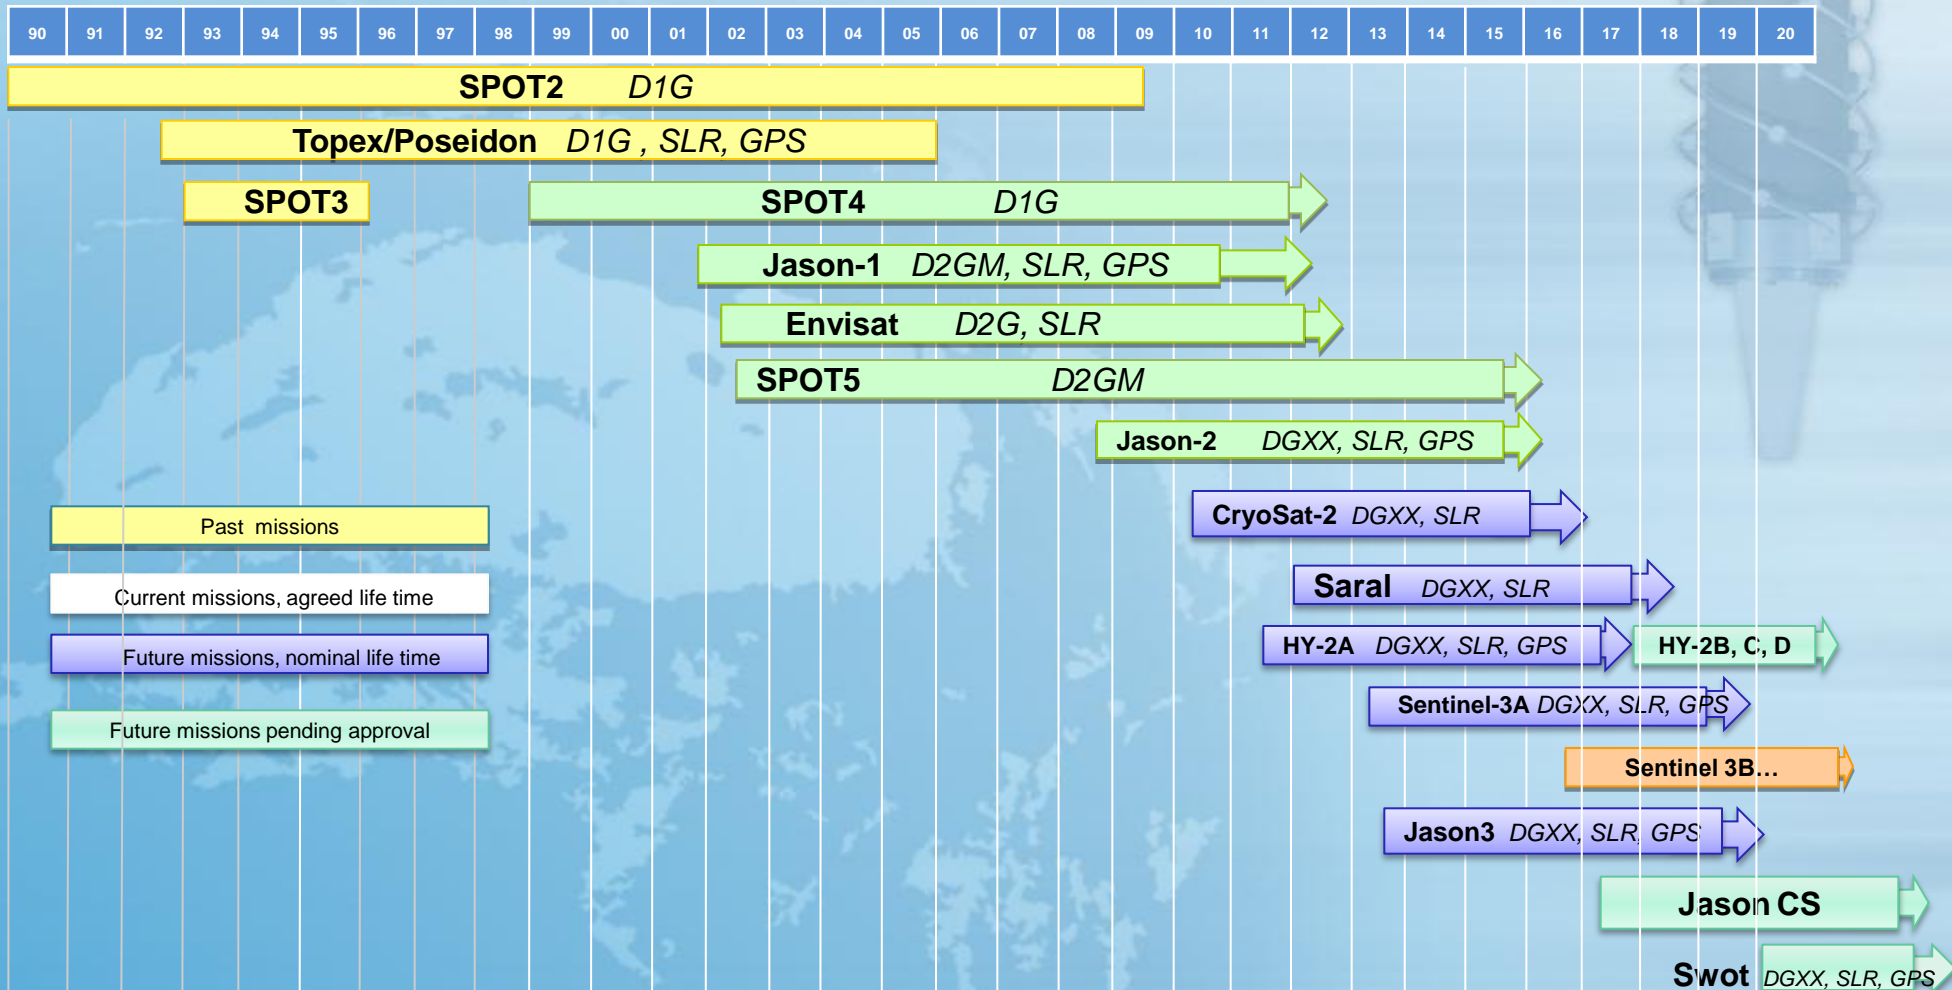 90 91 92 93 94 95 96 97 98 99 00 01 02 03 04 05 06 07 08 09 10 11 12 13 14 15 16 17 18 19 20
SPOT2 D1G
Topex/Poseidon D1G , SLR, GPS
SPOT3 SPOT4 D1G
Jason-1 D2GM, SLR, GPS
Envisat D2G, SLR
SPOT5 D2GM
Jason-2 DGXX, SLR, GPS
CryoSat-2 DGXX, SLR
Past missions
Saral DGXX, SLR
Current missions, agreed life time
HY-2A DGXX, SLR, GPS HY-2B, C, D
Future missions, nominal life time
Sentinel-3A DGXX, SLR, GPS
Future missions pending approval
Sentinel 3B...
Jason3 DGXX, SLR, GPS
Jason CS
Swot DGXX, SLR, GPS